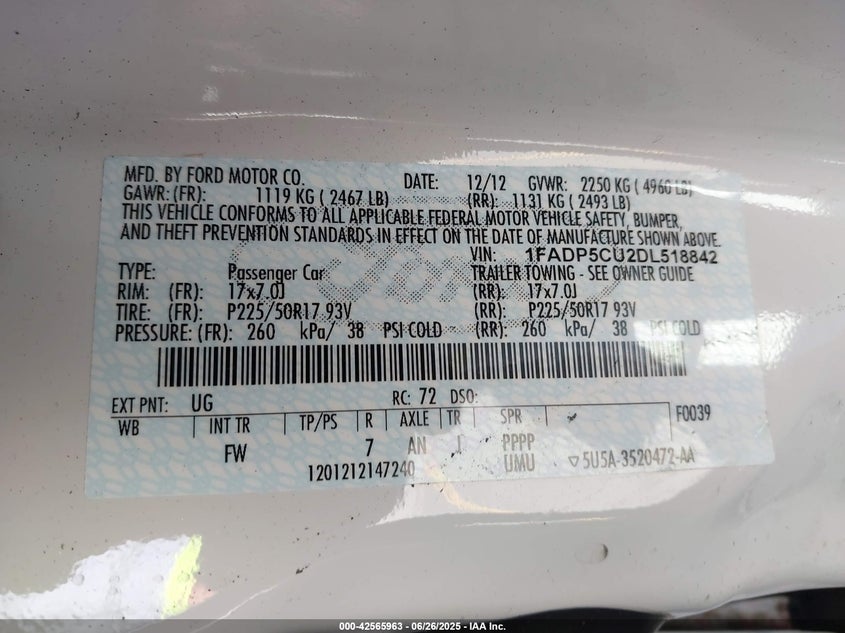 MFD. BY FORD MOTOR CO. DATE: 12/12 GVWR: 2250 KG ( 4960 LB)
GAWR: (FR): 1119 KG ( 2467 LB) (RR): 1131 KG ( 2493 LB)
THIS VEHICLE CONFORMS TO ALL APPLICABLE FEDERAL MOTOR VEHICLE SAFETY, BUMPER,
AND THEFT PREVENTION STANDARDS IN EFFECT ON THE DATE OF MANUFACTURE SHOWN ABOVE.
VIN: 1FADP5CU2DL518842
TYPE: Passenger Car TRAILER TOWING - SEE OWNER GUIDE
RIM: (FR): 17x7.0J (RR): 17x7.0J
TIRE: (FR): P225/50R17 93V (RR): P225/50R17 93V
PRESSURE: (FR): 260 kPa/ 38 PSI COLD (RR): 260 kPa/ 38 PSI COLD
EXT PNT: UG RC: 72 DSO:
WB INT TR TP/PS R AXLE TR SPR F0039
FW 7 AN PPPP
1201212147240 UMU 5U5A-3520472-AA
000-42565963 - 06/26/2025 - IAA Inc.